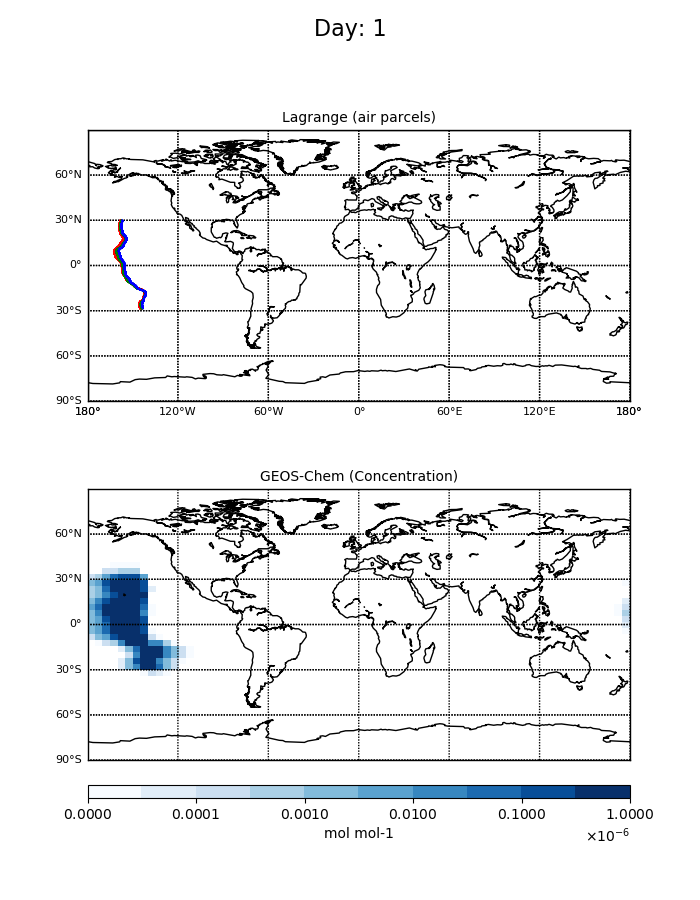 Day: 1
Lagrange (air parcels)
60°N
30°N
0°
30°S
60°S
90°S
180° 120°W 60°W 0° 60°E 120°E 180°
GEOS-Chem (Concentration)
60°N
30°N
0°
30°S
60°S
90°S
0.0000 0.0001 0.0010 0.0100 0.1000 1.0000
mol mol-1 ×10⁻⁶